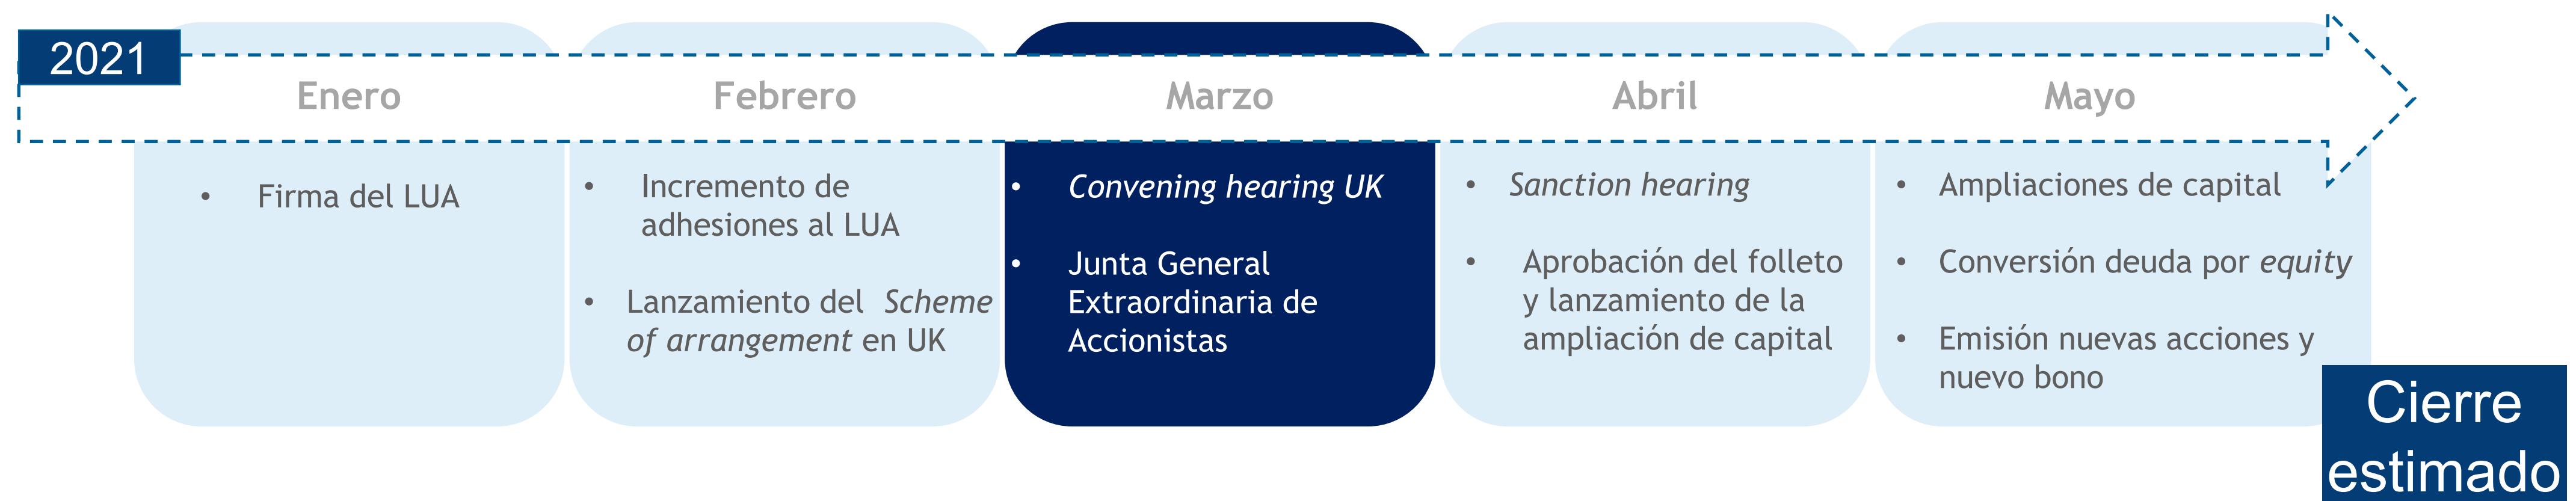 2021
Enero
Febrero
Marzo
Abril
Mayo
• Firma del LUA
• Incremento de
adhesiones al LUA
• Lanzamiento del Scheme
of arrangement en UK
• Convening hearing UK
• Junta General
Extraordinaria de
Accionistas
• Sanction hearing
• Aprobación del folleto
y lanzamiento de la
ampliación de capital
• Ampliaciones de capital
• Conversión deuda por equity
• Emisión nuevas acciones y
nuevo bono
Cierre
estimado